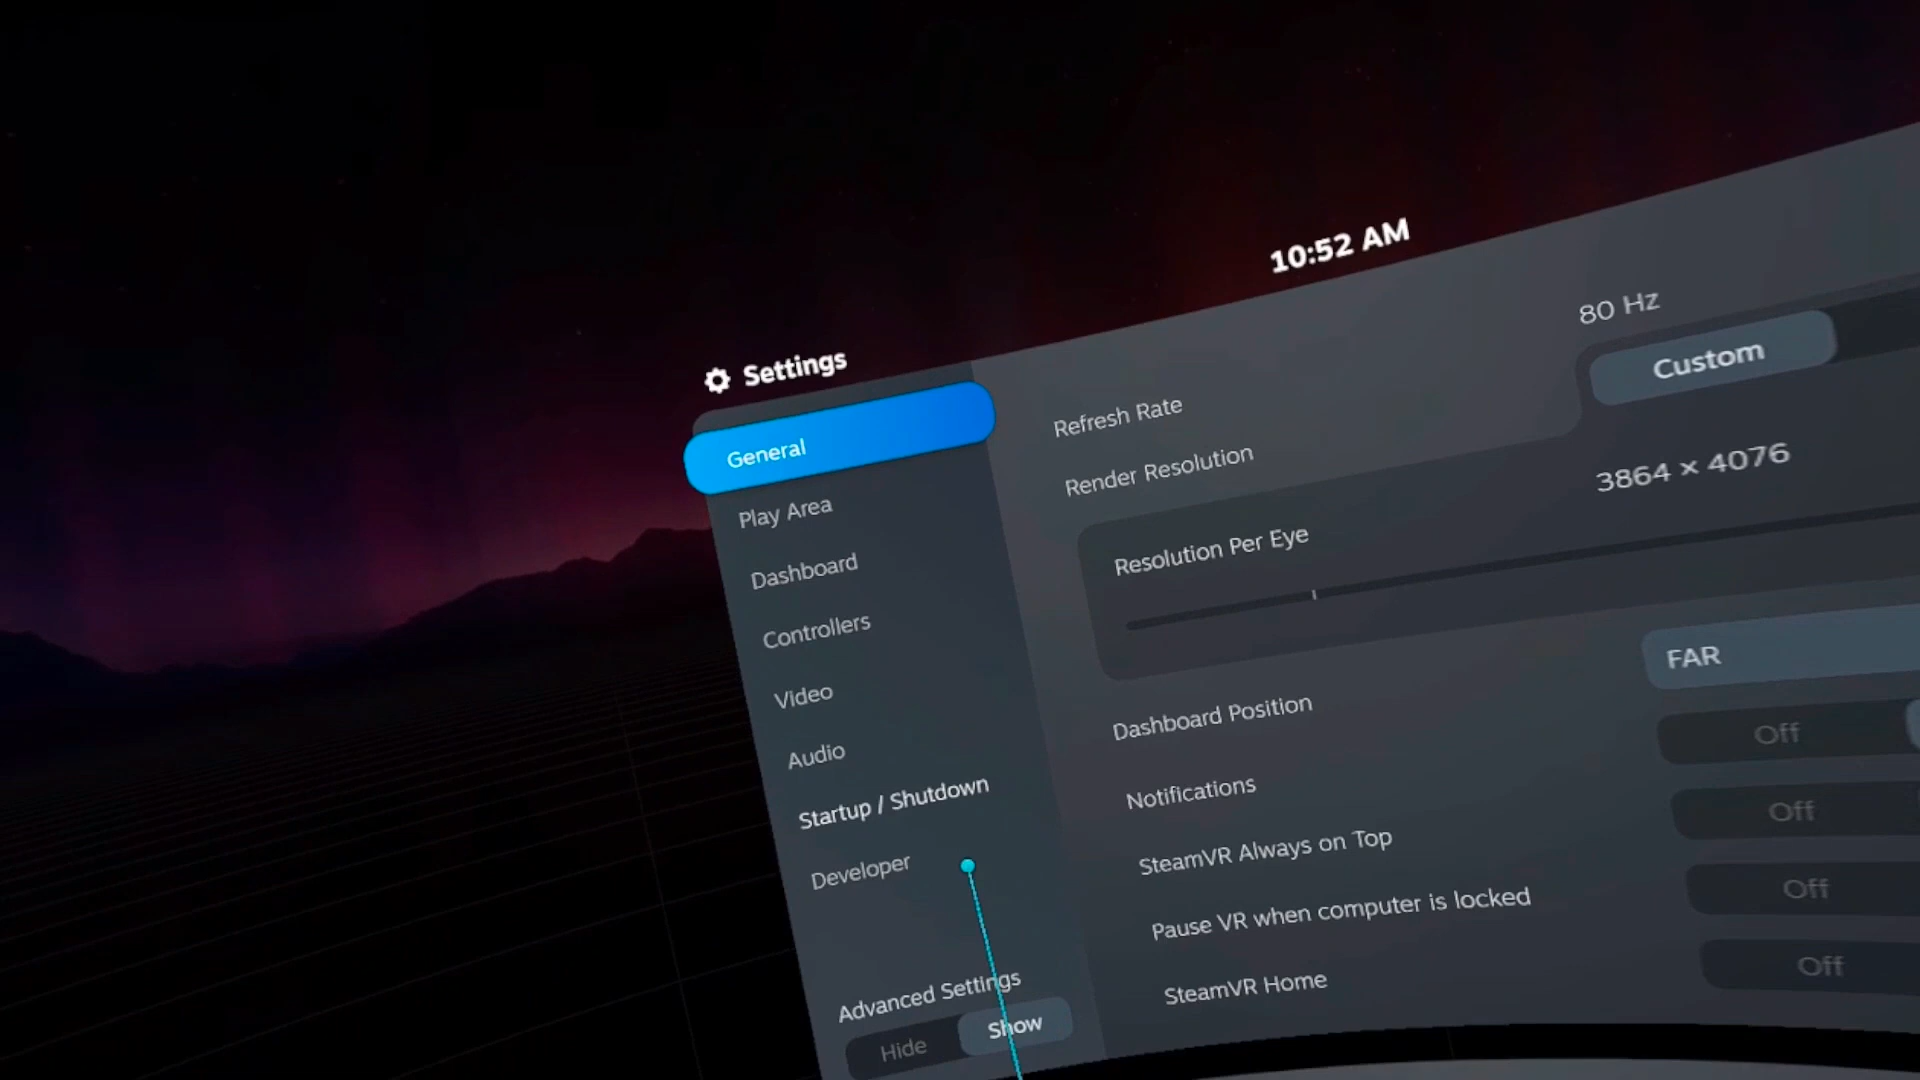 10:52 AM
Settings
General
Play Area
Dashboard
Controllers
Video
Audio
Startup / Shutdown
Developer
Advanced Settings
Hide
Show
Refresh Rate
80 Hz
Render Resolution
Custom
Resolution Per Eye
3864 × 4076
Dashboard Position
FAR
Notifications
Off
SteamVR Always on Top
Off
Pause VR when computer is locked
Off
SteamVR Home
Off